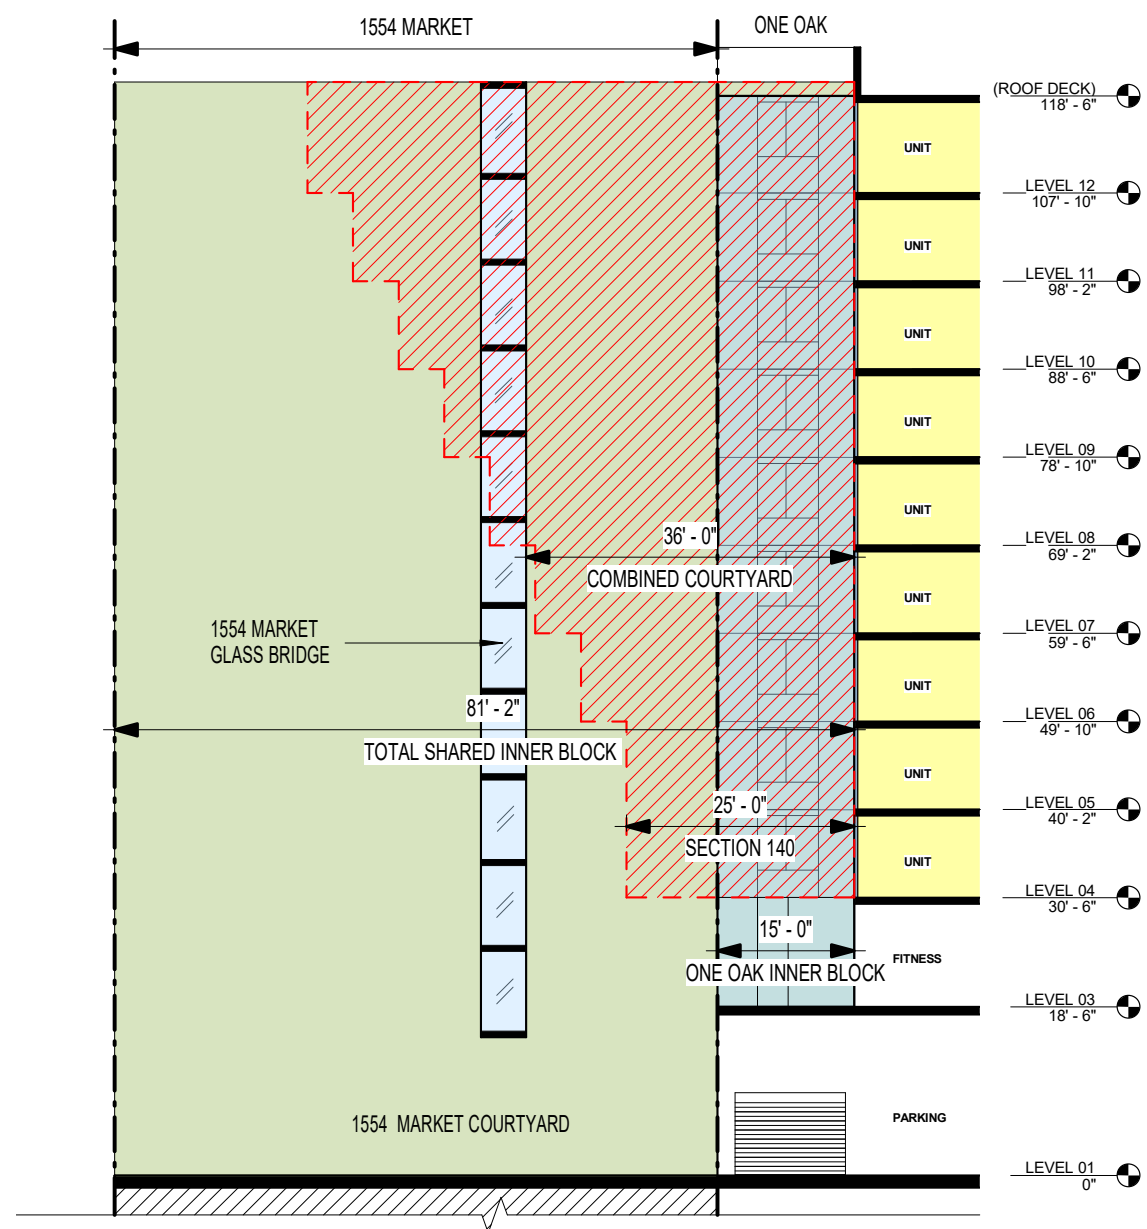 1554 MARKET
ONE OAK
(ROOF DECK)
118' - 6"
UNIT
LEVEL 12
107' - 10"
UNIT
LEVEL 11
98' - 2"
UNIT
LEVEL 10
88' - 6"
UNIT
LEVEL 09
78' - 10"
UNIT
LEVEL 08
69' - 2"
36' - 0"
COMBINED COURTYARD
UNIT
1554 MARKET
GLASS BRIDGE
LEVEL 07
59' - 6"
UNIT
81' - 2"
LEVEL 06
49' - 10"
TOTAL SHARED INNER BLOCK
UNIT
25' - 0"
LEVEL 05
40' - 2"
SECTION 140
UNIT
LEVEL 04
30' - 6"
15' - 0"
FITNESS
ONE OAK INNER BLOCK
LEVEL 03
18' - 6"
1554 MARKET COURTYARD
PARKING
LEVEL 01
0"